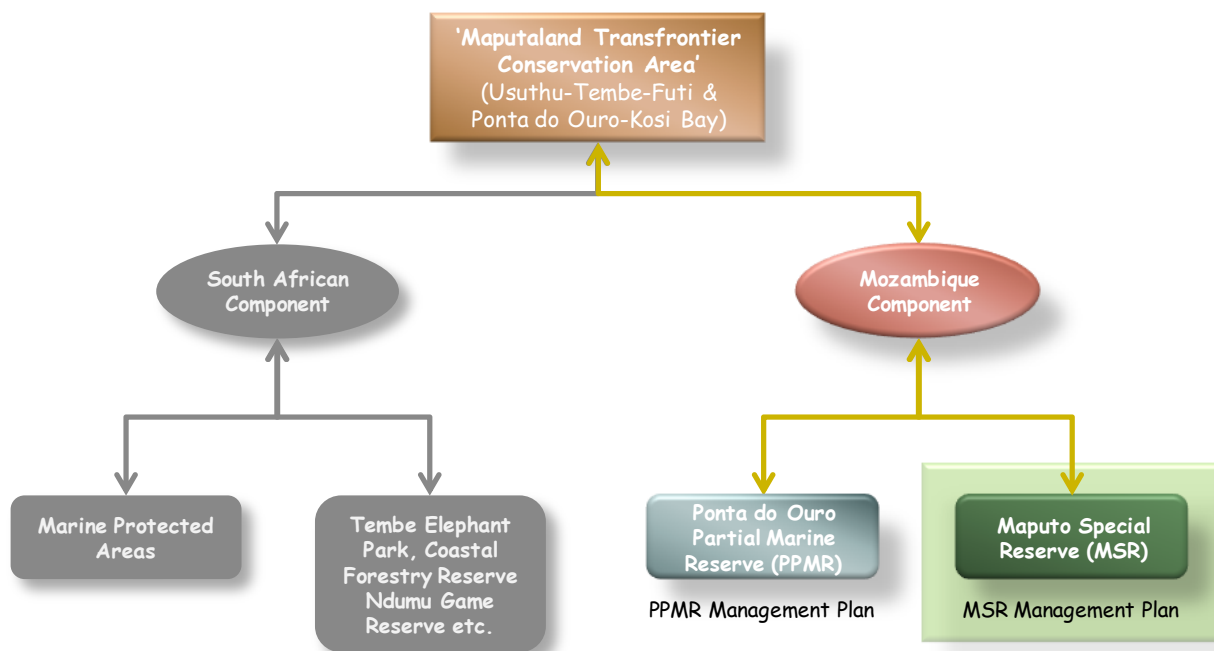 ‘Maputaland Transfrontier
Conservation Area’
(Usuthu-Tembe-Futi &
Ponta do Ouro-Kosi Bay)
South African
Component
Mozambique
Component
Marine Protected
Areas
Tembe Elephant
Park, Coastal
Forestry Reserve
Ndumu Game
Reserve etc.
Ponta do Ouro
Partial Marine
Reserve (PPMR)
PPMR Management Plan
Maputo Special
Reserve (MSR)
MSR Management Plan